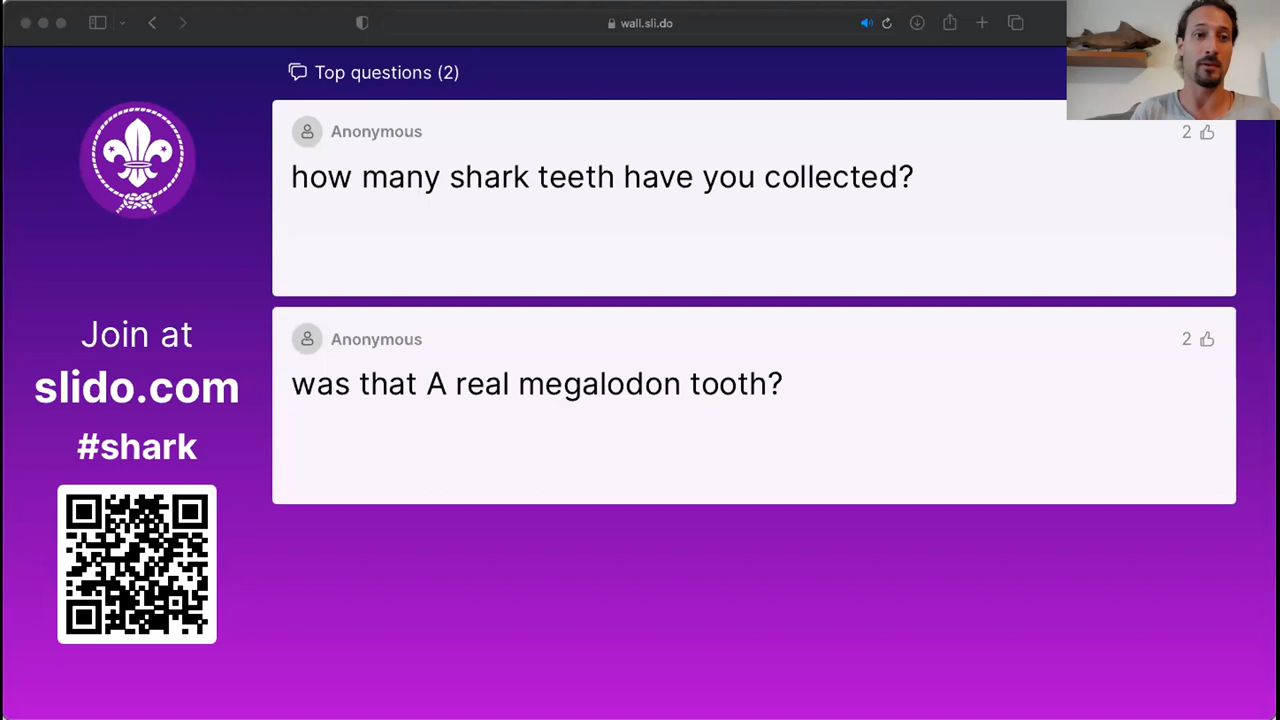 wall.sli.do
Top questions (2)
Anonymous
2
how many shark teeth have you collected?
Anonymous
2
was that A real megalodon tooth?
Join at
slido.com
#shark